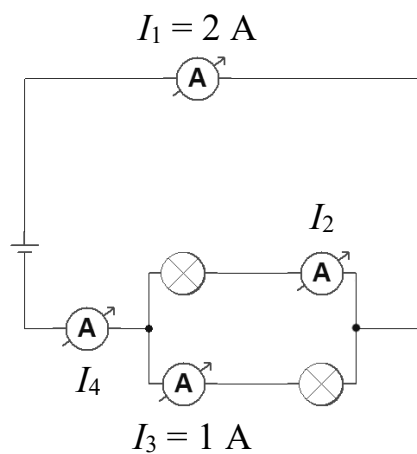 I₁ = 2 A
A
I₂
A
A
I₄
A
I₃ = 1 A